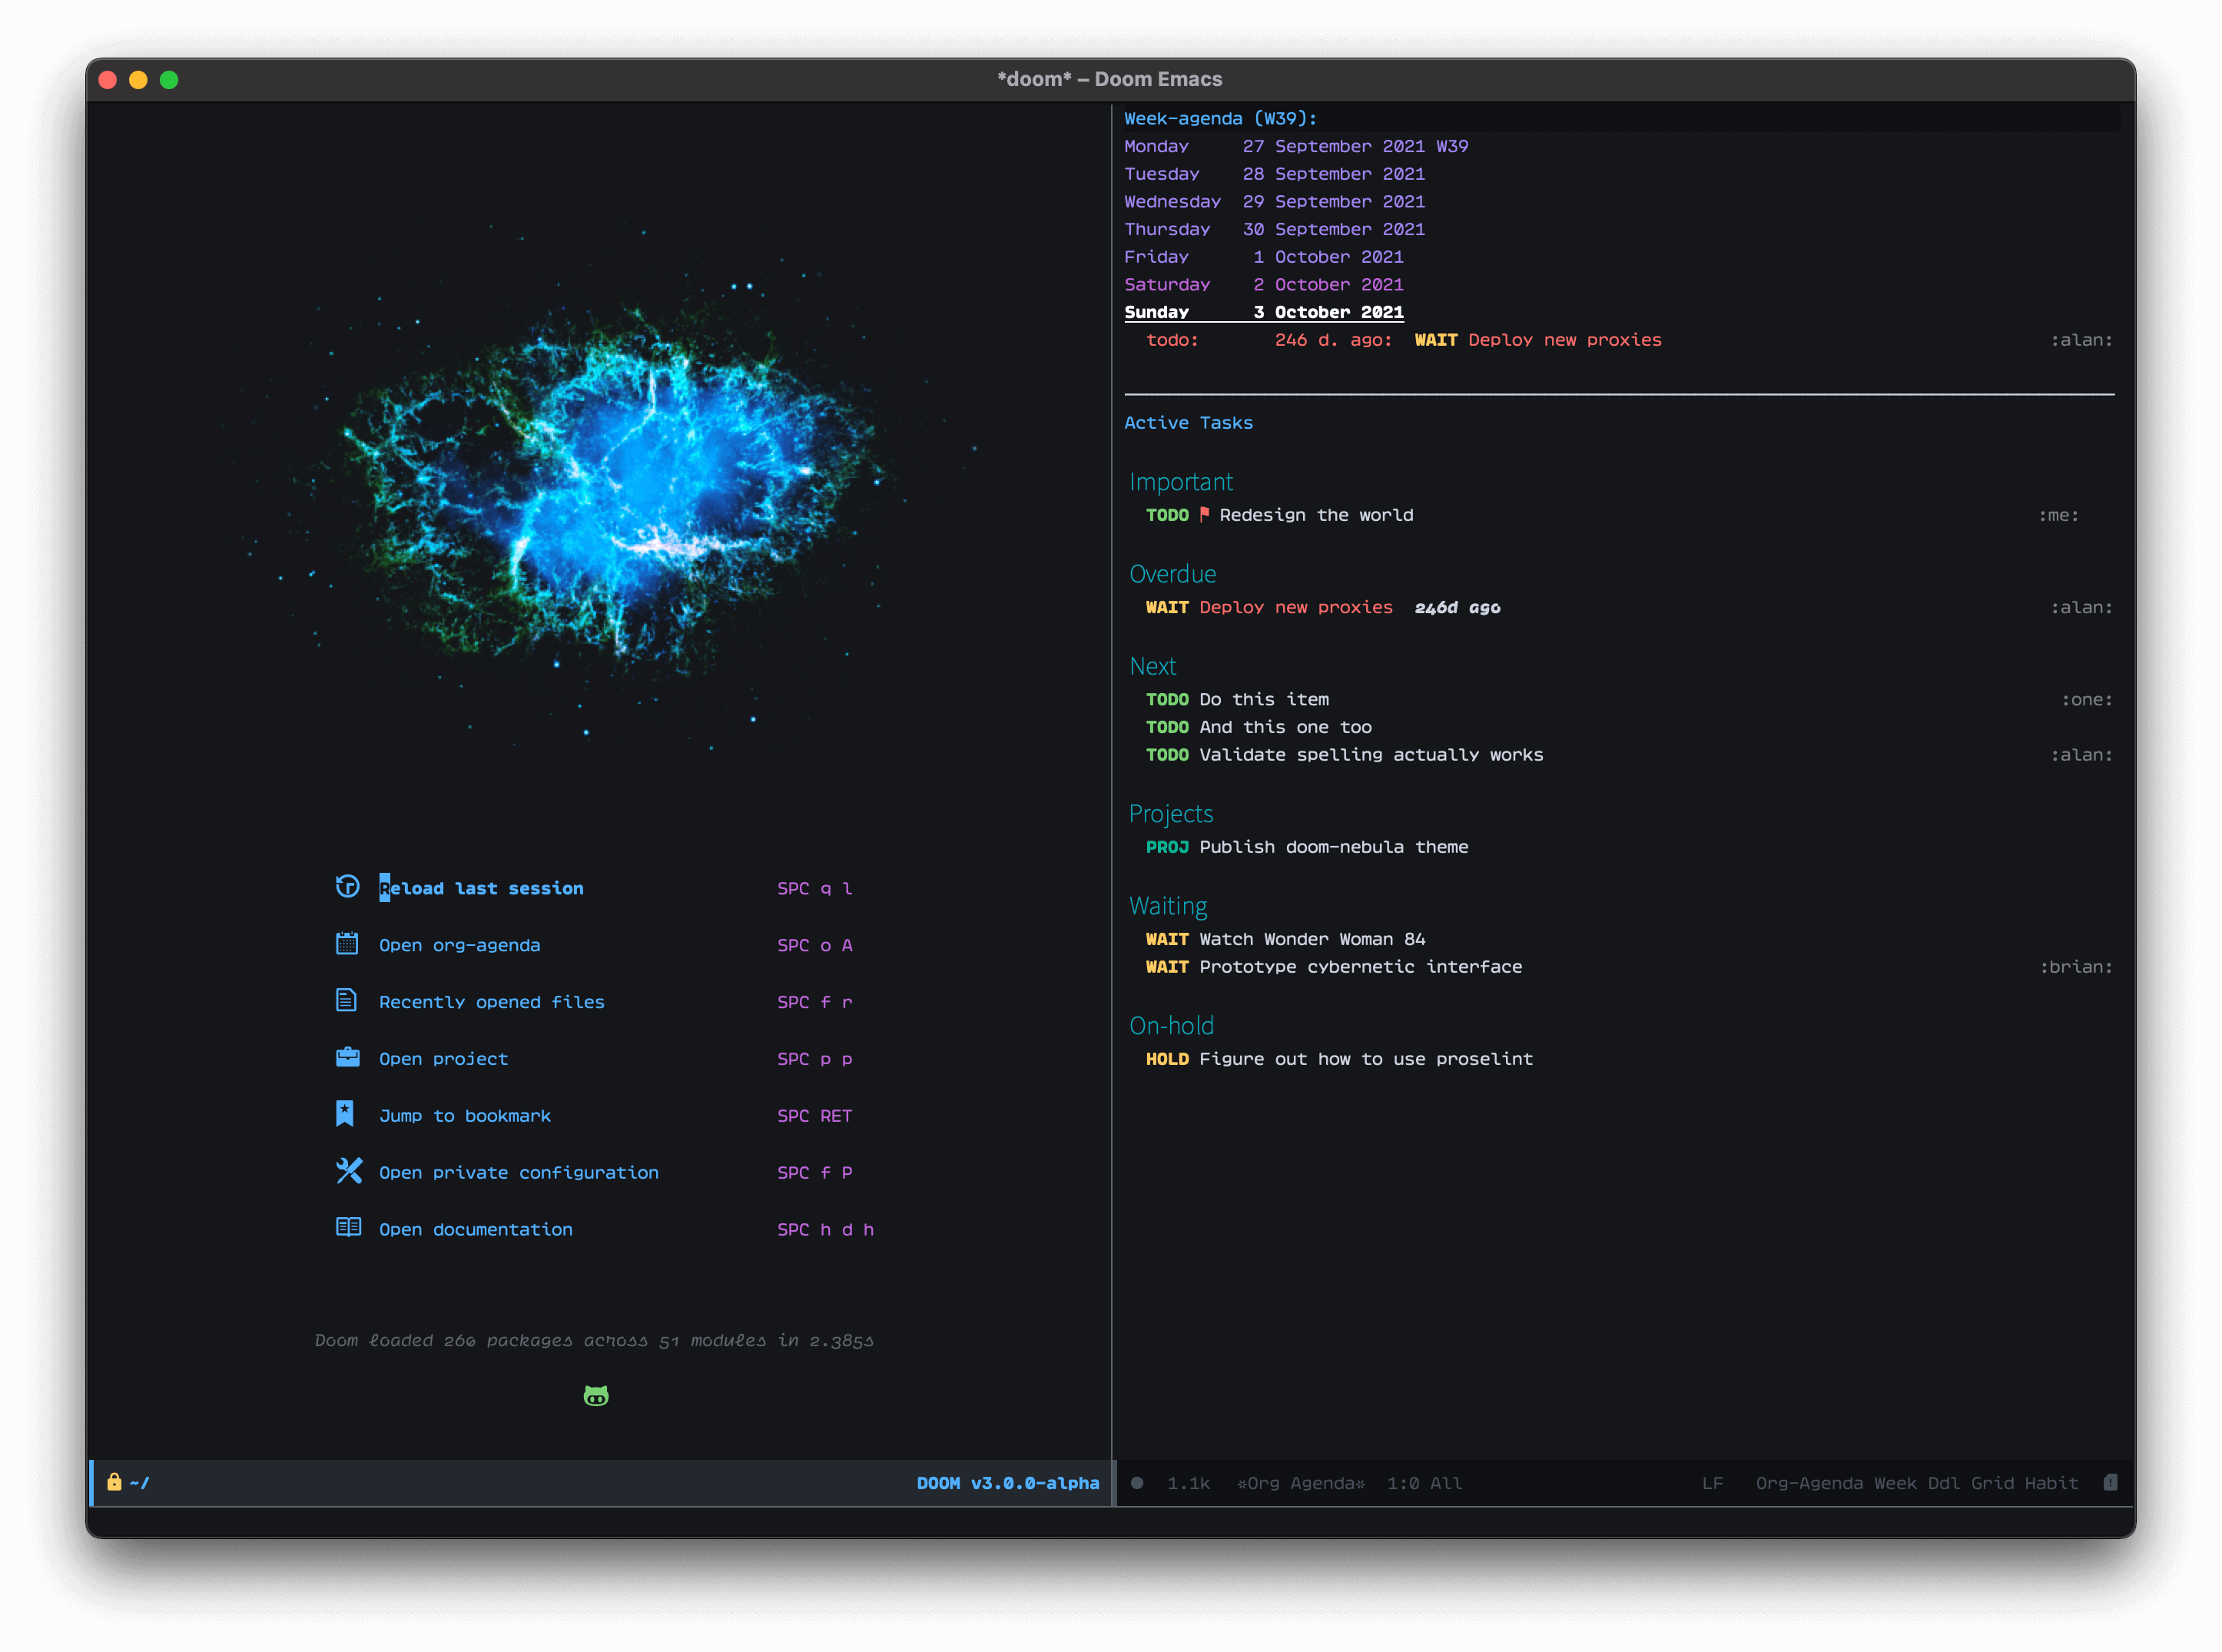 *doom* – Doom Emacs
Reload last session SPC q l
Open org-agenda SPC o A
Recently opened files SPC f r
Open project SPC p p
Jump to bookmark SPC RET
Open private configuration SPC f P
Open documentation SPC h d h
Doom loaded 260 packages across 51 modules in 2.385s
~/ DOOM v3.0.0-alpha
Week-agenda (W39):
Monday 27 September 2021 W39
Tuesday 28 September 2021
Wednesday 29 September 2021
Thursday 30 September 2021
Friday 1 October 2021
Saturday 2 October 2021
Sunday 3 October 2021
todo: 246 d. ago: WAIT Deploy new proxies :alan:
Active Tasks
Important
TODO Redesign the world :me:
Overdue
WAIT Deploy new proxies 246d ago :alan:
Next
TODO Do this item :one:
TODO And this one too
TODO Validate spelling actually works :alan:
Projects
PROJ Publish doom-nebula theme
Waiting
WAIT Watch Wonder Woman 84
WAIT Prototype cybernetic interface :brian:
On-hold
HOLD Figure out how to use proselint
1.1k *Org Agenda* 1:0 All LF Org-Agenda Week Ddl Grid Habit